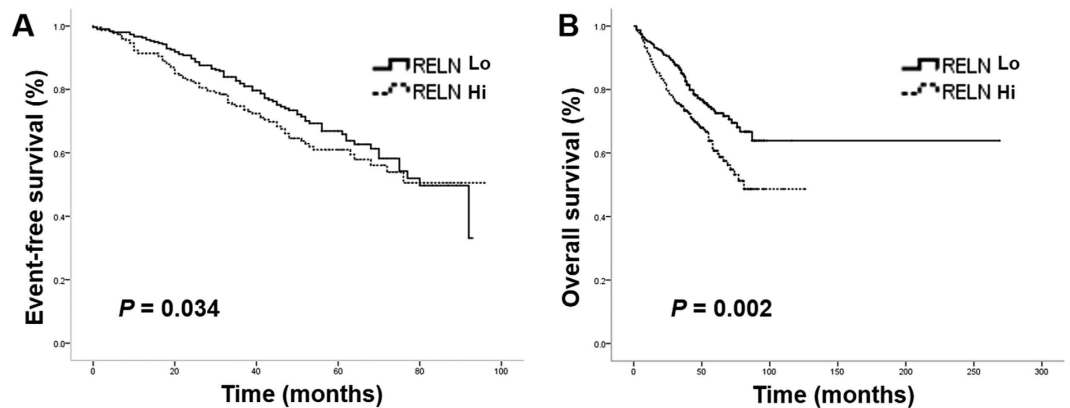 A
Event-free survival (%)
1.0
0.8
0.6
0.4
0.2
0.0
RELN Lo
RELN Hi
P = 0.034
0 20 40 60 80 100
Time (months)
B
Overall survival (%)
1.0
0.8
0.6
0.4
0.2
0.0
RELN Lo
RELN Hi
P = 0.002
0 50 100 150 200 250 300
Time (months)